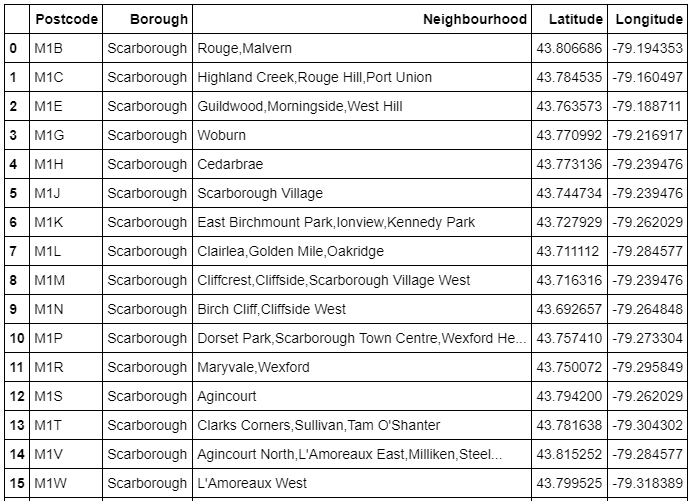 Postcode Borough Neighbourhood Latitude Longitude
0 M1B Scarborough Rouge,Malvern 43.806686 -79.194353
1 M1C Scarborough Highland Creek,Rouge Hill,Port Union 43.784535 -79.160497
2 M1E Scarborough Guildwood,Morningside,West Hill 43.763573 -79.188711
3 M1G Scarborough Woburn 43.770992 -79.216917
4 M1H Scarborough Cedarbrae 43.773136 -79.239476
5 M1J Scarborough Scarborough Village 43.744734 -79.239476
6 M1K Scarborough East Birchmount Park,Ionview,Kennedy Park 43.727929 -79.262029
7 M1L Scarborough Clairlea,Golden Mile,Oakridge 43.711112 -79.284577
8 M1M Scarborough Cliffcrest,Cliffside,Scarborough Village West 43.716316 -79.239476
9 M1N Scarborough Birch Cliff,Cliffside West 43.692657 -79.264848
10 M1P Scarborough Dorset Park,Scarborough Town Centre,Wexford He... 43.757410 -79.273304
11 M1R Scarborough Maryvale,Wexford 43.750072 -79.295849
12 M1S Scarborough Agincourt 43.794200 -79.262029
13 M1T Scarborough Clarks Corners,Sullivan,Tam O'Shanter 43.781638 -79.304302
14 M1V Scarborough Agincourt North,L'Amoreaux East,Milliken,Steel... 43.815252 -79.284577
15 M1W Scarborough L'Amoreaux West 43.799525 -79.318389